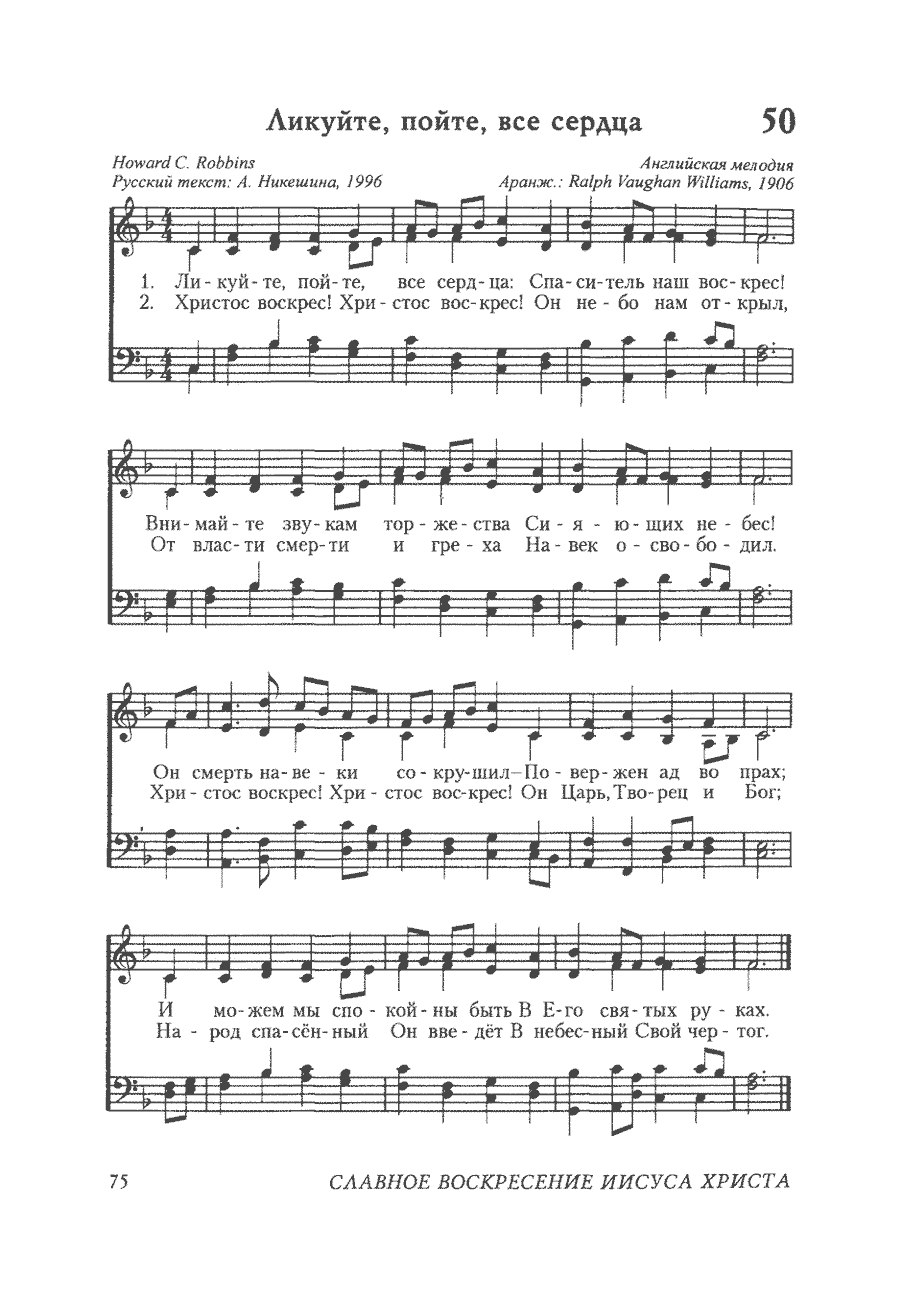 Ликуйте, пойте, все сердца 50
Howard C. Robbins Английская мелодия
Русский текст: А. Никешина, 1996 Аранж.: Ralph Vaughan Williams, 1906
1. Ли - куй - те, пой - те, все серд - ца: Спа - си - тель наш вос - крес!
2. Христос воскрес! Хри - стос вос - крес! Он не - бо нам от - крыл,
Вни - май - те зву - кам тор - же - ства Си - я - ю - щих не - бес!
От влас - ти смер - ти и гре - ха На - век о - сво - бо - дил.
Он смерть на - ве - ки со - кру - шил – По - вер - жен ад во прах;
Хри - стос воскрес! Хри - стос вос - крес! Он Царь, Тво - рец и Бог;
И мо - жем мы спо - кой - ны быть В Е - го свя - тых ру - ках.
На - род спа - сён - ный Он вве - дёт В небес - ный Свой чер - тог.
75 СЛАВНОЕ ВОСКРЕСЕНИЕ ИИСУСА ХРИСТА